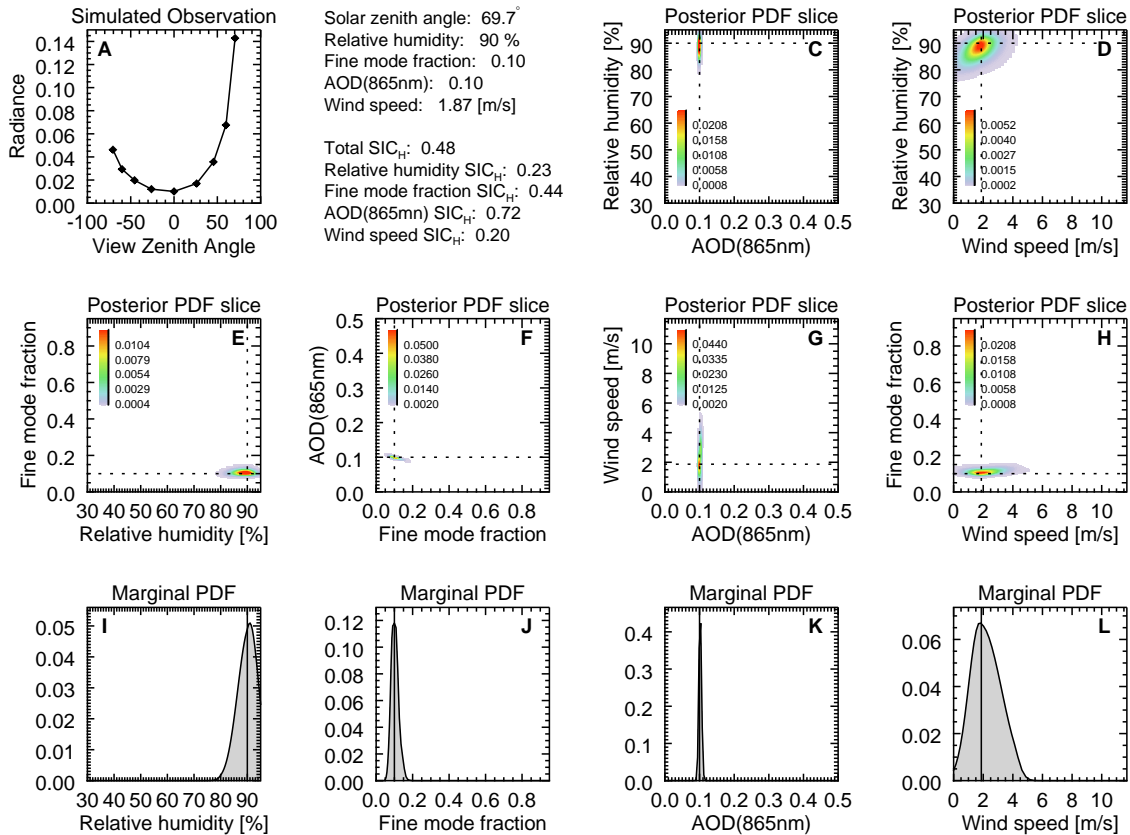 Simulated Observation
A
0.14
0.12
0.10
0.08
0.06
0.04
0.02
0.00
Radiance
-100 -50 0 50 100
View Zenith Angle
Solar zenith angle: 69.7°
Relative humidity: 90 %
Fine mode fraction: 0.10
AOD(865nm): 0.10
Wind speed: 1.87 [m/s]
Total SIC_H: 0.48
Relative humidity SIC_H: 0.23
Fine mode fraction SIC_H: 0.44
AOD(865mn) SIC_H: 0.72
Wind speed SIC_H: 0.20
Posterior PDF slice
C
90
80
70
60
50
40
30
Relative humidity [%]
0.0208
0.0158
0.0108
0.0058
0.0008
0.0 0.1 0.2 0.3 0.4 0.5
AOD(865nm)
Posterior PDF slice
D
90
80
70
60
50
40
30
Relative humidity [%]
0.0052
0.0040
0.0027
0.0015
0.0002
0 2 4 6 8 10
Wind speed [m/s]
Posterior PDF slice
E
0.8
0.6
0.4
0.2
0.0
Fine mode fraction
0.0104
0.0079
0.0054
0.0029
0.0004
30 40 50 60 70 80 90
Relative humidity [%]
Posterior PDF slice
F
0.5
0.4
0.3
0.2
0.1
0.0
AOD(865nm)
0.0500
0.0380
0.0260
0.0140
0.0020
0.0 0.2 0.4 0.6 0.8
Fine mode fraction
Posterior PDF slice
G
10
8
6
4
2
0
Wind speed [m/s]
0.0440
0.0335
0.0230
0.0125
0.0020
0.0 0.1 0.2 0.3 0.4 0.5
AOD(865nm)
Posterior PDF slice
H
0.8
0.6
0.4
0.2
0.0
Fine mode fraction
0.0208
0.0158
0.0108
0.0058
0.0008
0 2 4 6 8 10
Wind speed [m/s]
Marginal PDF
I
0.05
0.04
0.03
0.02
0.01
0.00
30 40 50 60 70 80 90
Relative humidity [%]
Marginal PDF
J
0.12
0.10
0.08
0.06
0.04
0.02
0.00
0.0 0.2 0.4 0.6 0.8
Fine mode fraction
Marginal PDF
K
0.4
0.3
0.2
0.1
0.0
0.0 0.1 0.2 0.3 0.4 0.5
AOD(865nm)
Marginal PDF
L
0.06
0.04
0.02
0.00
0 2 4 6 8 10
Wind speed [m/s]